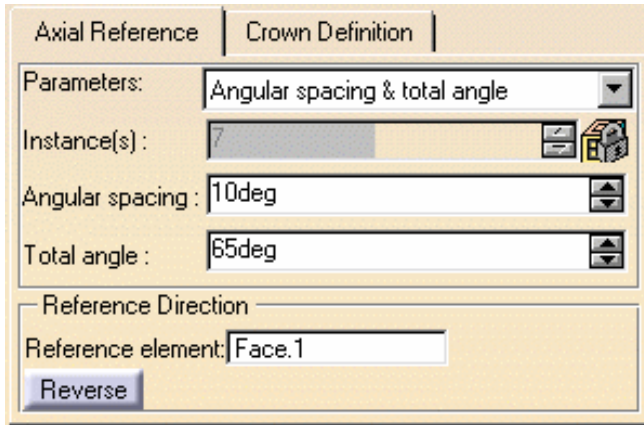 Axial Reference Crown Definition
Parameters: Angular spacing & total angle
Instance(s) : 7
Angular spacing : 10deg
Total angle : 65deg
Reference Direction
Reference element: Face.1
Reverse